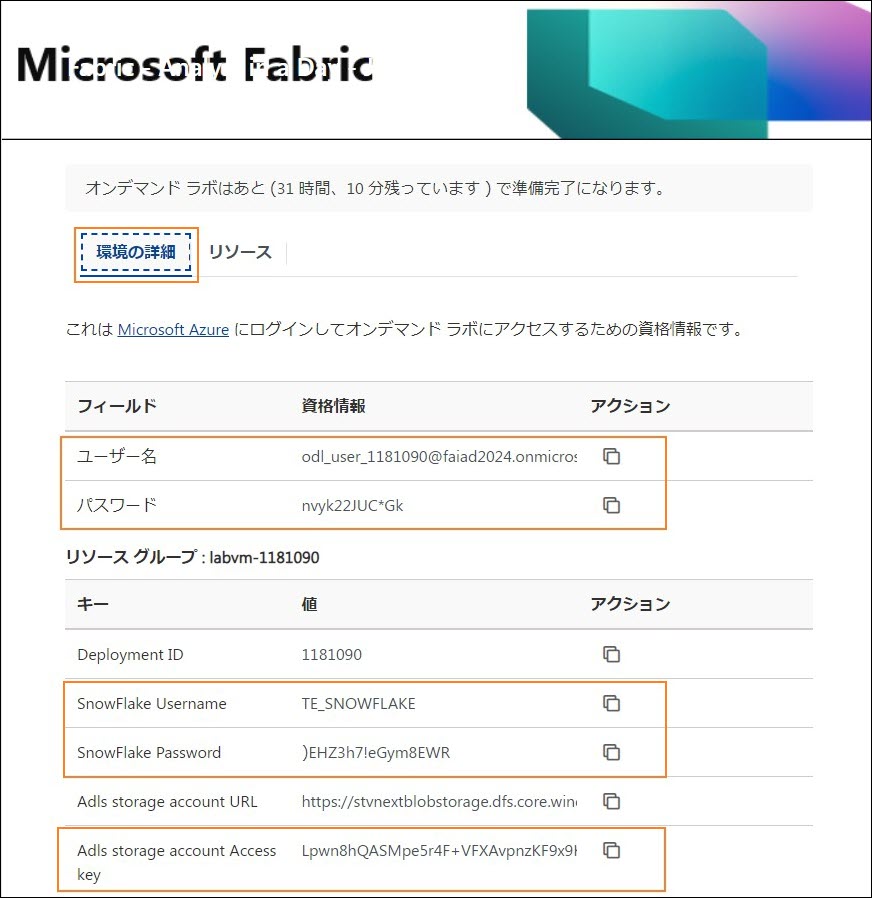 Microsoft Fabric
オンデマンド ラボはあと (31 時間、10 分残っています ) で準備完了になります。
環境の詳細 リソース
これは Microsoft Azure にログインしてオンデマンド ラボにアクセスするための資格情報です。
フィールド 資格情報 アクション
ユーザー名 odl_user_1181090@faiad2024.onmicros
パスワード nvyk22JUC*Gk
リソース グループ : labvm-1181090
キー 値 アクション
Deployment ID 1181090
SnowFlake Username TE_SNOWFLAKE
SnowFlake Password )EHZ3h7!eGym8EWR
Adls storage account URL https://stvnextblobstorage.dfs.core.win
Adls storage account Access Lpwn8hQASMpe5r4F+VFXAvpnzKF9x9
key